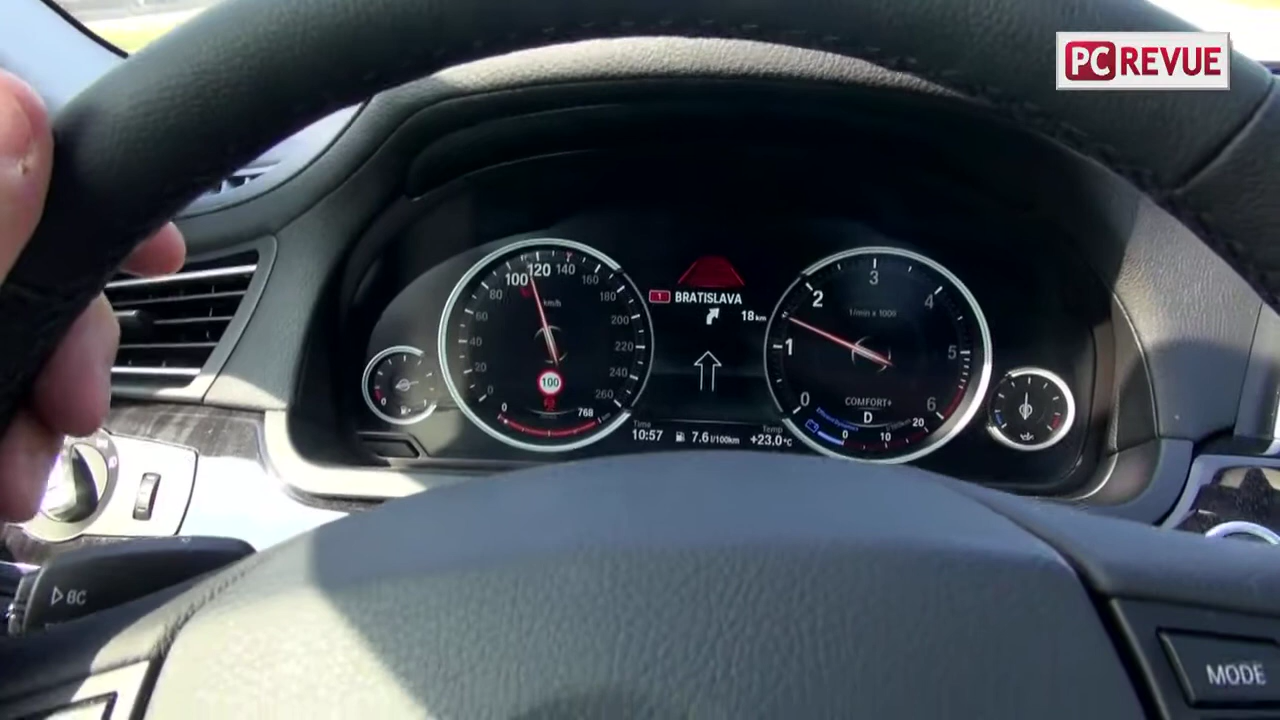 PC REVUE
0 20 40 60 80 100 120 140 160 180 200 220 240 260
km/h
100
0 768
1 BRATISLAVA
18 km
Time
10:57
7.6 l/100km
Temp
+23.0°C
0 1 2 3 4 5 6
1/min x 1000
COMFORT+
D
0 10 20
BC
MODE